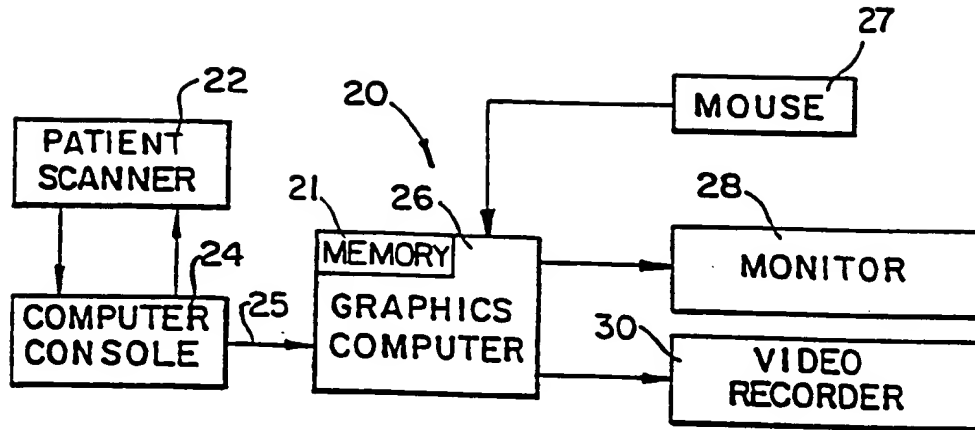 27
MOUSE
22
20
PATIENT
SCANNER
21
26
28
MEMORY
MONITOR
24
25
COMPUTER
CONSOLE
GRAPHICS
COMPUTER
30
VIDEO
RECORDER